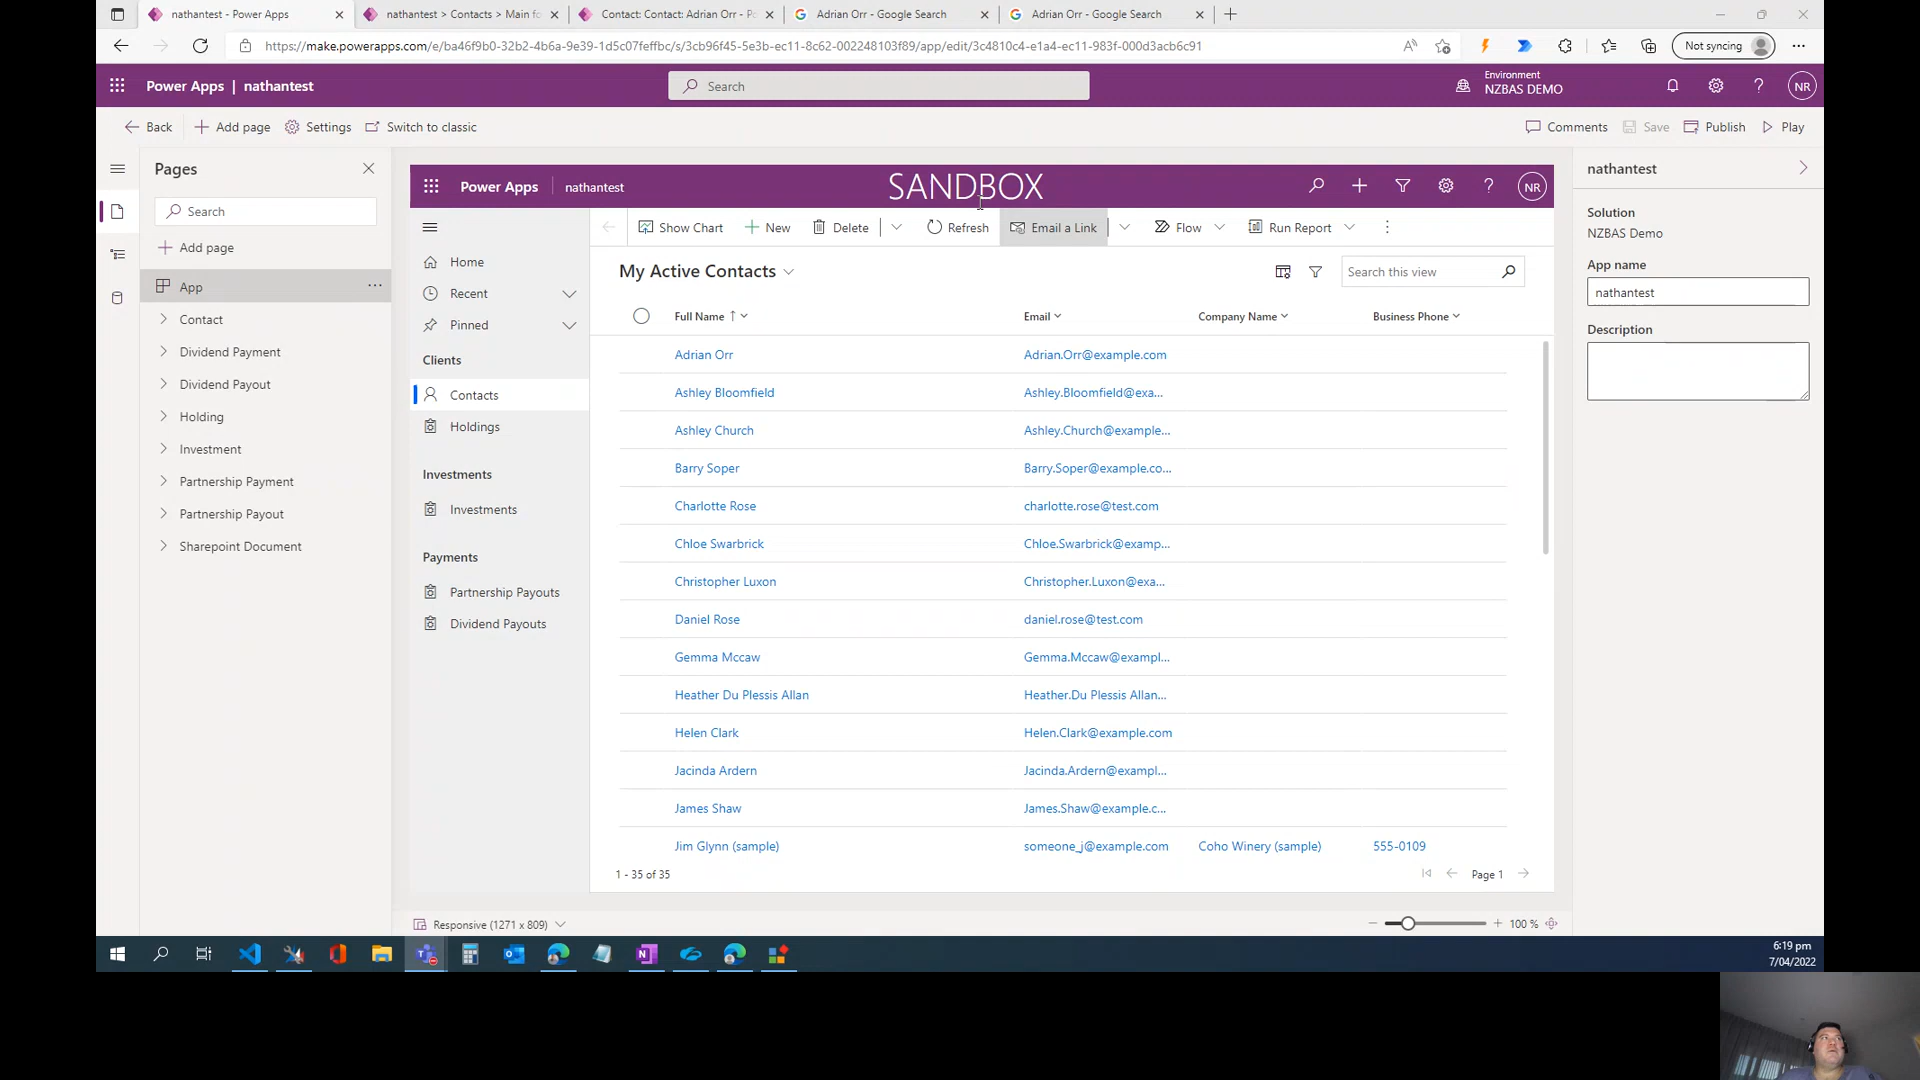 nathantest - Power Apps
nathantest > Contacts > Main fo
Contact: Contact: Adrian Orr - P
Adrian Orr - Google Search
Adrian Orr - Google Search
https://make.powerapps.com/e/ba46f9b0-32b2-4b6a-9e39-1d5c07feffbc/s/3cb96f45-5e3b-ec11-8c62-002248103f89/app/edit/3c4810c4-e1a4-ec11-983f-000d3acb6c91
Not syncing
Power Apps | nathantest
Search
Environment
NZBAS DEMO
NR
Back
Add page
Settings
Switch to classic
Comments
Save
Publish
Play
Pages
Search
Add page
App
Contact
Dividend Payment
Dividend Payout
Holding
Investment
Partnership Payment
Partnership Payout
Sharepoint Document
Power Apps
nathantest
SANDBOX
NR
Show Chart
New
Delete
Refresh
Email a Link
Flow
Run Report
Home
Recent
Pinned
Clients
Contacts
Holdings
Investments
Investments
Payments
Partnership Payouts
Dividend Payouts
My Active Contacts
Search this view
Full Name Email Company Name Business Phone
Adrian Orr Adrian.Orr@example.com
Ashley Bloomfield Ashley.Bloomfield@exa...
Ashley Church Ashley.Church@example...
Barry Soper Barry.Soper@example.co...
Charlotte Rose charlotte.rose@test.com
Chloe Swarbrick Chloe.Swarbrick@examp...
Christopher Luxon Christopher.Luxon@exa...
Daniel Rose daniel.rose@test.com
Gemma Mccaw Gemma.Mccaw@exampl...
Heather Du Plessis Allan Heather.Du Plessis Allan...
Helen Clark Helen.Clark@example.com
Jacinda Ardern Jacinda.Ardern@exampl...
James Shaw James.Shaw@example.c...
Jim Glynn (sample) someone_j@example.com Coho Winery (sample) 555-0109
1 - 35 of 35
Page 1
Responsive (1271 x 809)
100 %
nathantest
Solution
NZBAS Demo
App name
nathantest
Description
6:19 pm
7/04/2022